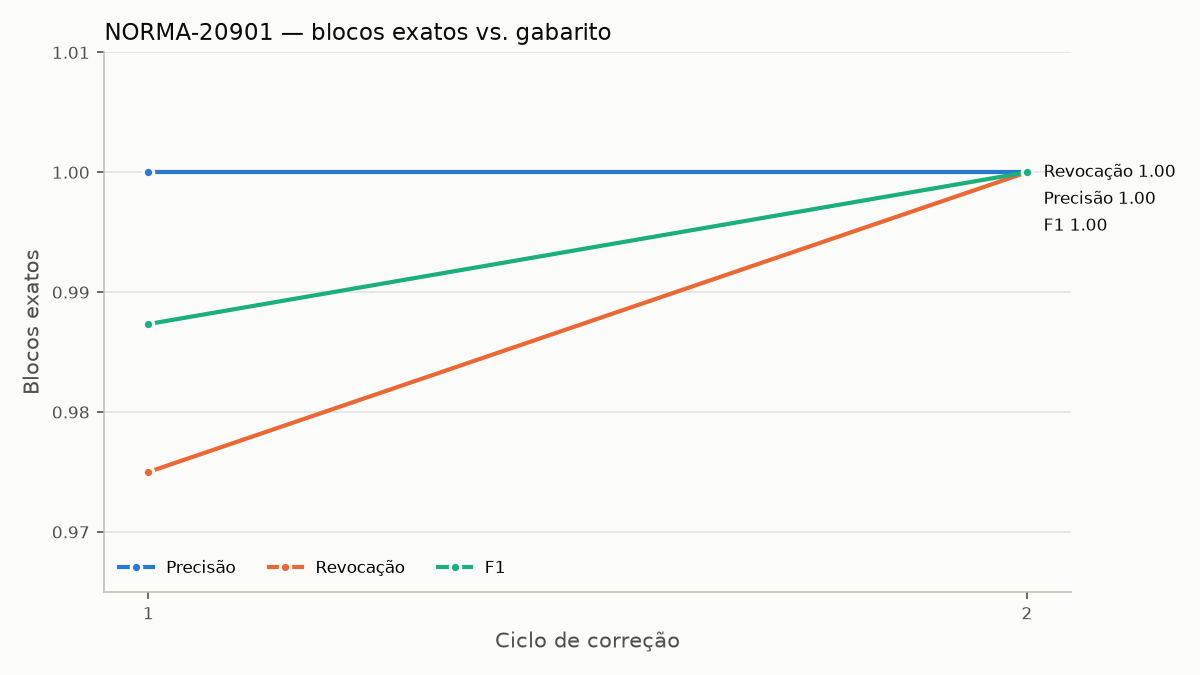 NORMA-20901 — blocos exatos vs. gabarito
1.01
1.00
0.99
0.98
0.97
Blocos exatos
Revocação 1.00
Precisão 1.00
F1 1.00
Precisão
Revocação
F1
1
2
Ciclo de correção